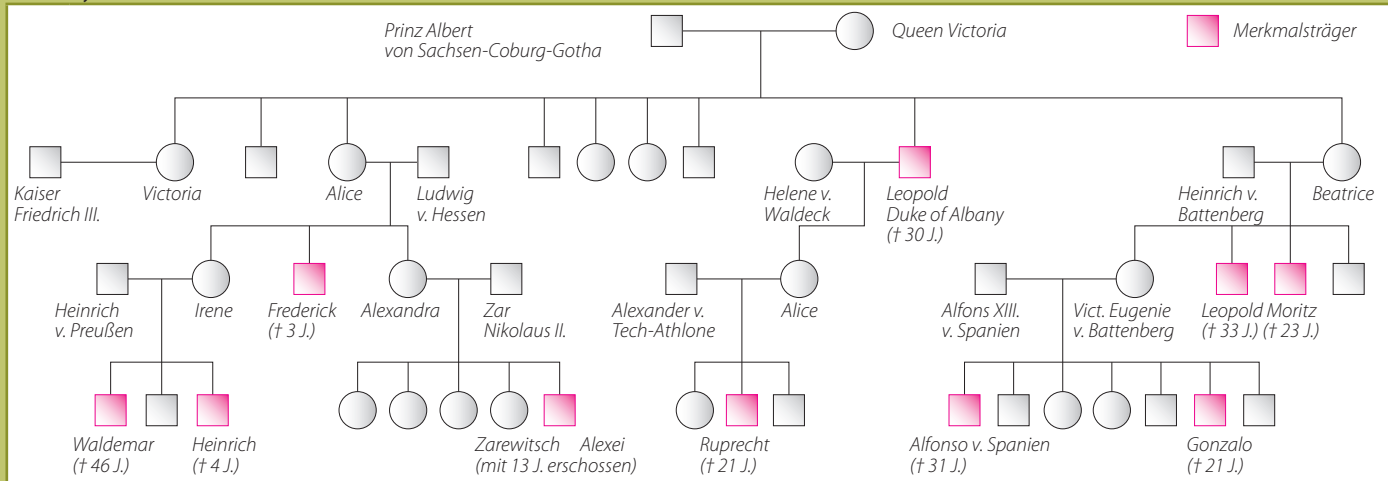 Prinz Albert
von Sachsen-Coburg-Gotha
Queen Victoria
Merkmalsträger
Kaiser
Friedrich III.
Victoria
Alice
Ludwig
v. Hessen
Helene v.
Waldeck
Leopold
Duke of Albany
(† 30 J.)
Heinrich v.
Battenberg
Beatrice
Heinrich
v. Preußen
Irene
Frederick
(† 3 J.)
Alexandra
Zar
Nikolaus II.
Alexander v.
Tech-Athlone
Alice
Alfons XIII.
v. Spanien
Vict. Eugenie
v. Battenberg
Leopold
(† 33 J.)
Moritz
(† 23 J.)
Waldemar
(† 46 J.)
Heinrich
(† 4 J.)
Zarewitsch Alexei
(mit 13 J. erschossen)
Ruprecht
(† 21 J.)
Alfonso v. Spanien
(† 31 J.)
Gonzalo
(† 21 J.)